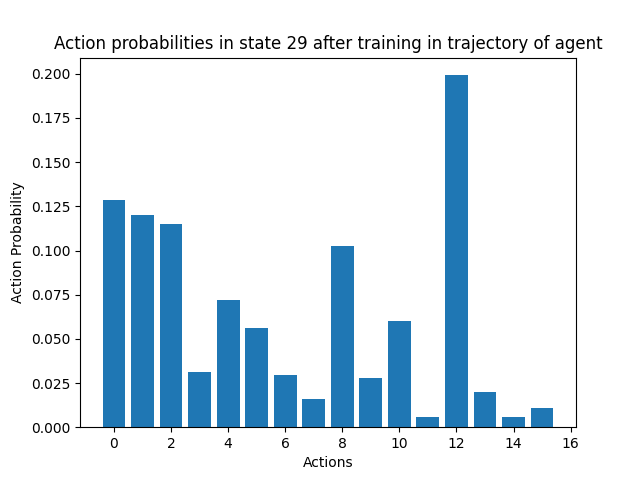 Action probabilities in state 29 after training in trajectory of agent
0.200
0.175
0.150
0.125
0.100
0.075
0.050
0.025
0.000
Action Probability
0 2 4 6 8 10 12 14 16
Actions